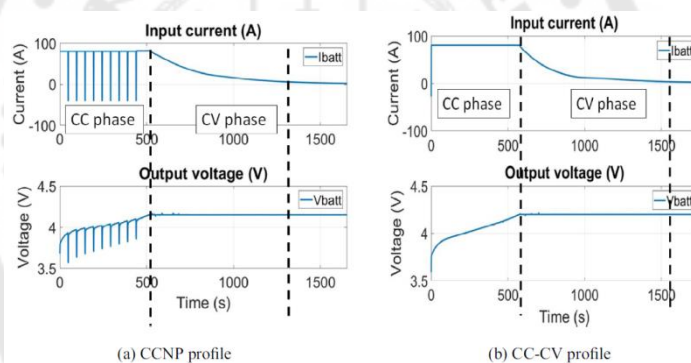 Input current (A)
Current (A)
100
0
-100
Ibatt
CC phase
CV phase
0
500
1000
1500
Output voltage (V)
Voltage (V)
4.5
4
3.5
Vbatt
0
500
1000
1500
Time (s)
(a) CCNP profile
Input current (A)
Current (A)
100
0
-100
Ibatt
CC phase
CV phase
0
500
1000
1500
Output voltage (V)
Voltage (V)
4.5
4
3.5
Vbatt
0
500
1000
1500
Time (s)
(b) CC-CV profile